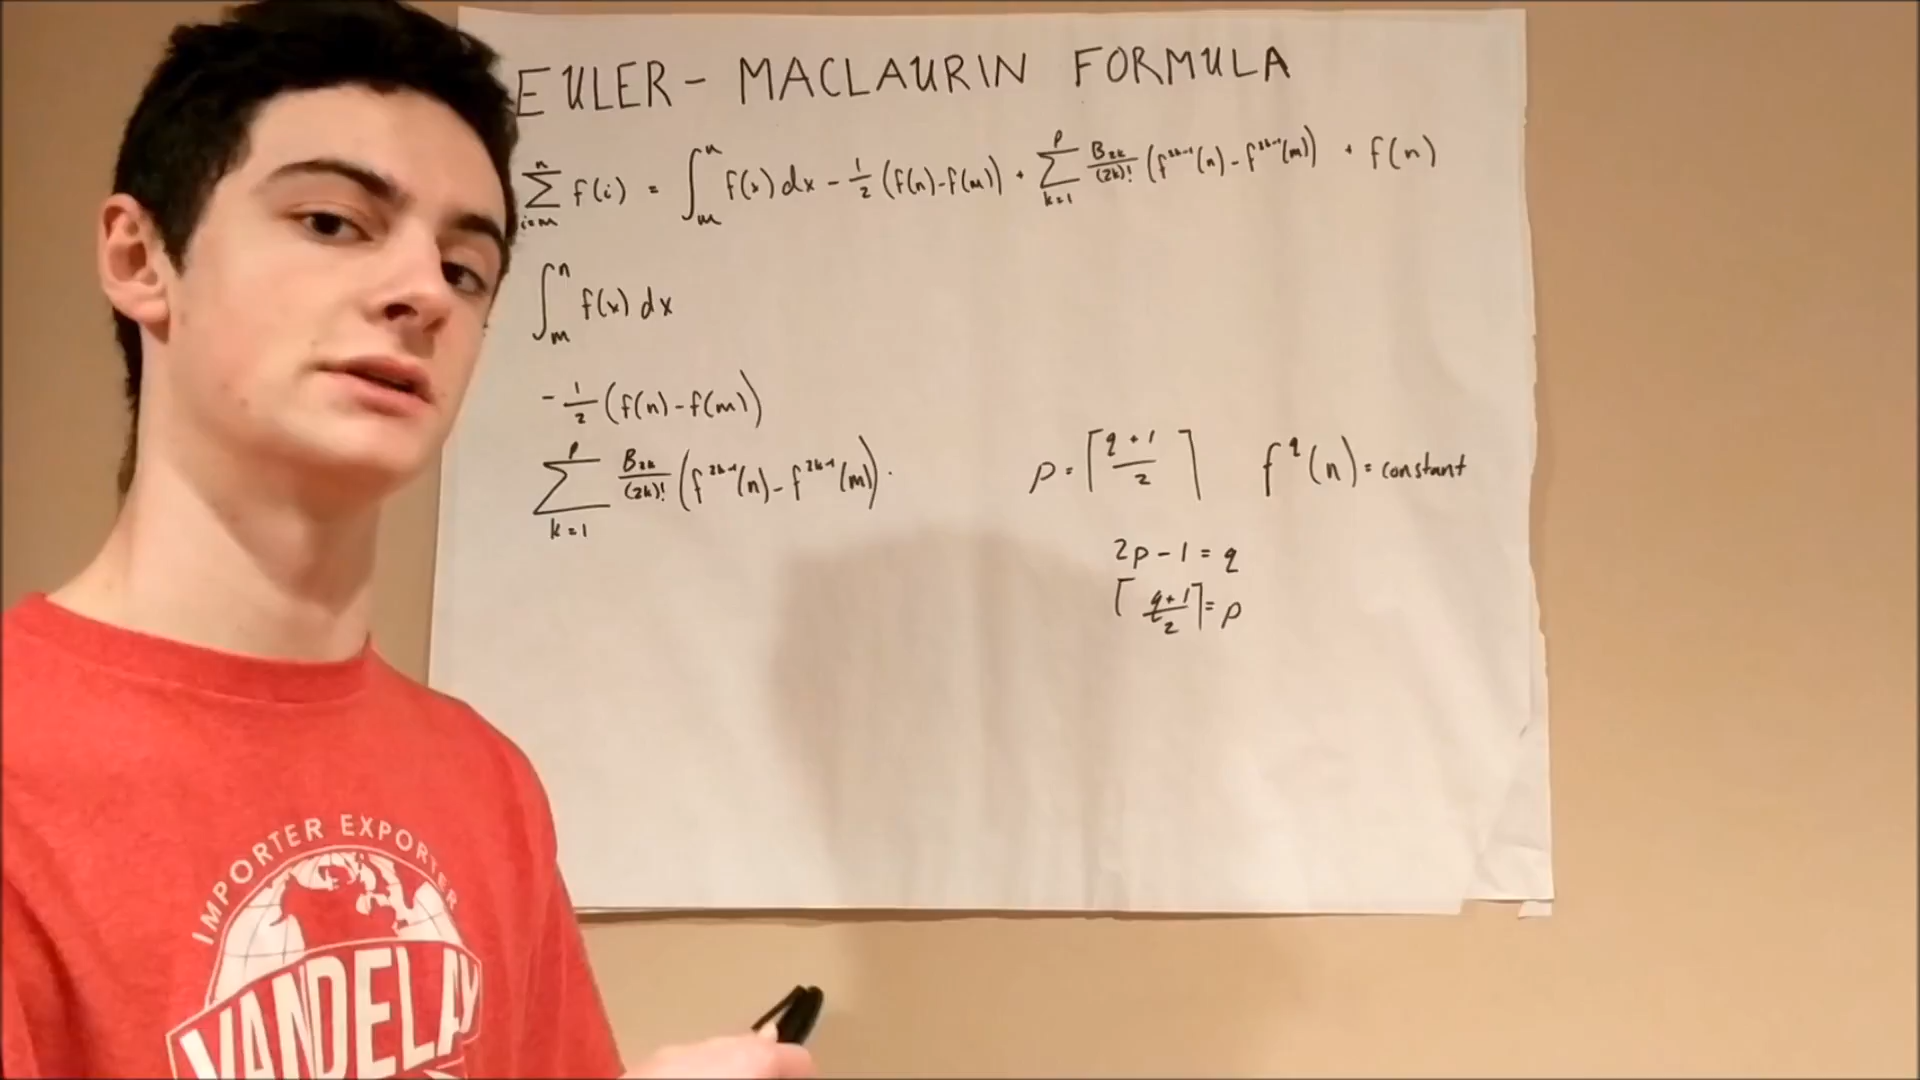 EULER - MACLAURIN FORMULA
n ∑ i=m f(i) = ∫ n m f(x) dx - 1/2 (f(n)-f(m)) + p ∑ k=1 B2k/(2k)! (f^2k-1(n) - f^2k-1(m)) + f(n)
∫ n m f(x) dx
- 1/2 (f(n) - f(m))
p ∑ k=1 B2k/(2k)! (f^2k-1(n) - f^2k-1(m)).
p = ⌈q+1/2⌉ f^q(n) = constant
2p - 1 = q
⌈q+1/2⌉ = p
IMPORTER EXPORTER
VANDELAY